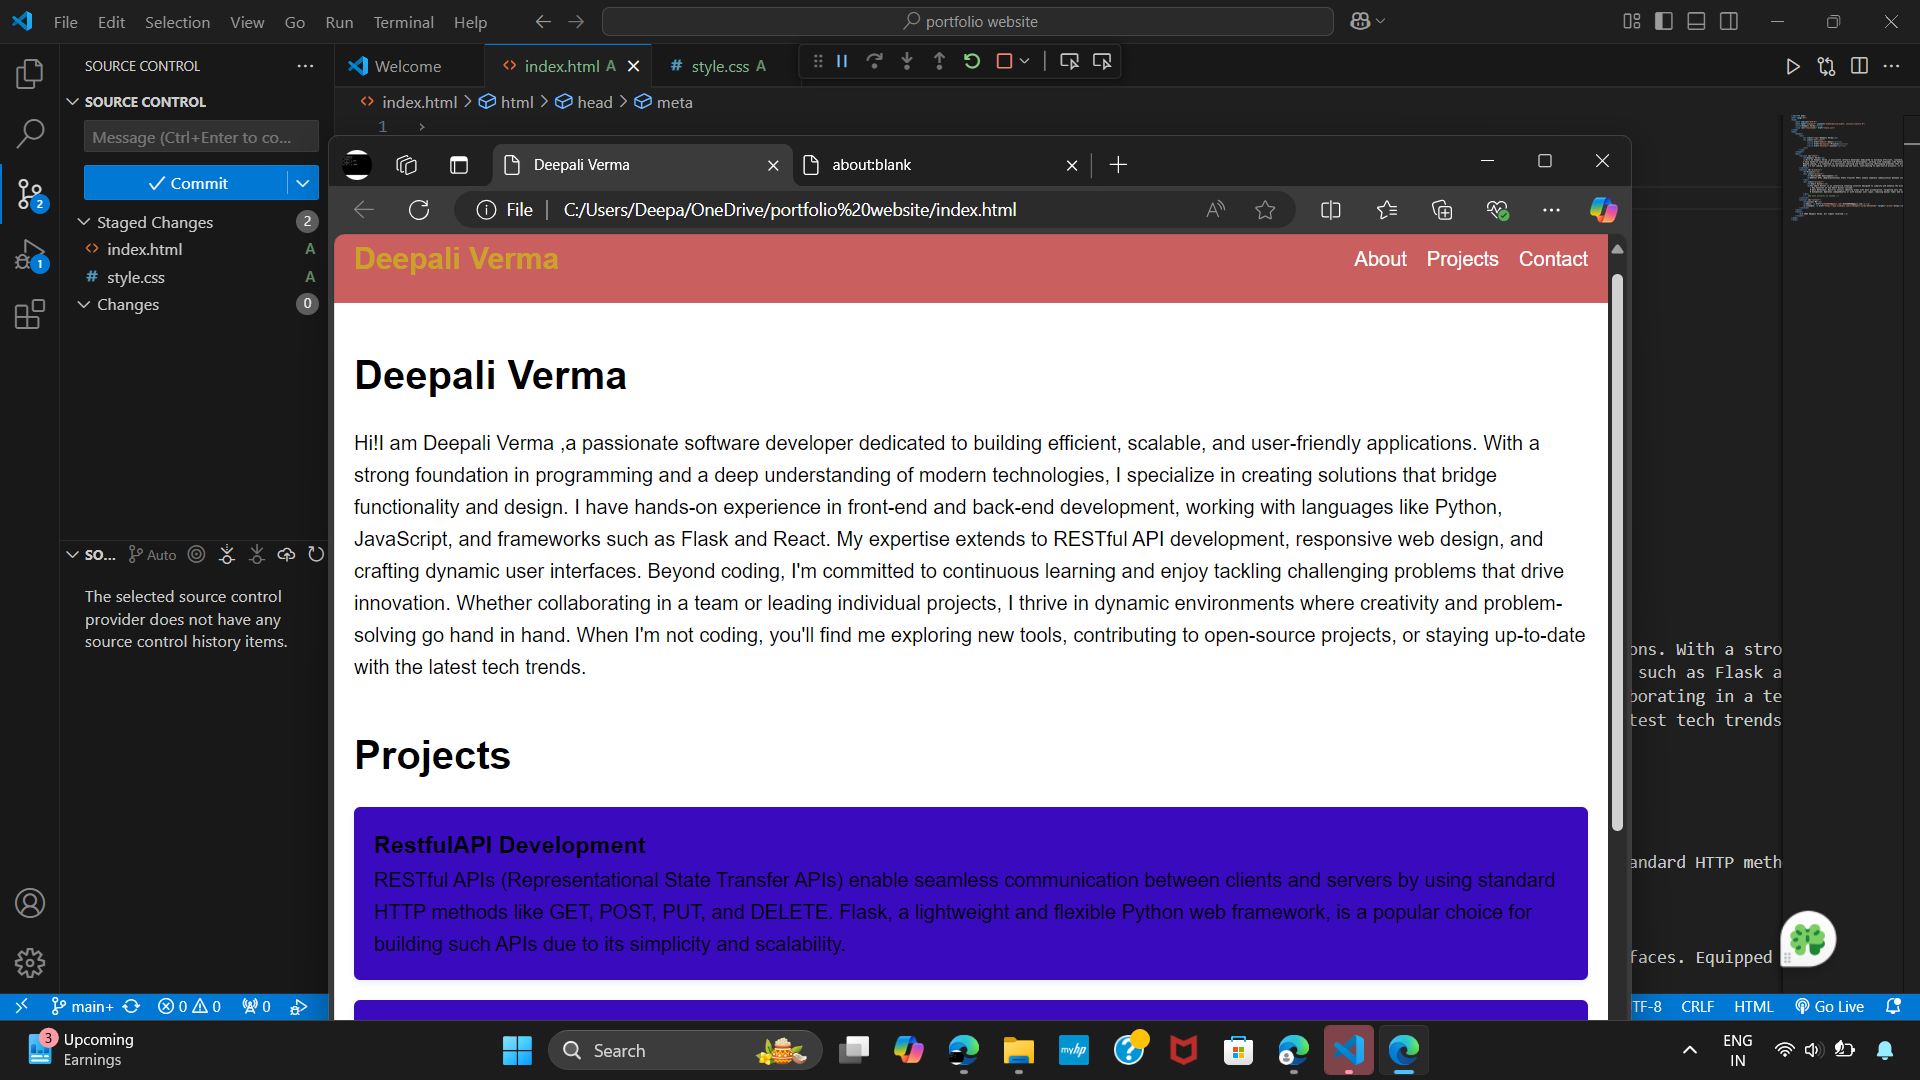 File Edit Selection View Go Run Terminal Help
portfolio website
SOURCE CONTROL
Welcome
index.html A
style.css A
SOURCE CONTROL
index.html html head meta
1
Message (Ctrl+Enter to co...
Commit
Staged Changes 2
index.html A
style.css A
Changes 0
2
1
SO... Auto
The selected source control
provider does not have any
source control history items.
Deepali Verma
about:blank
File C:/Users/Deepa/OneDrive/portfolio%20website/index.html
Deepali Verma
About Projects Contact
Deepali Verma
Hi!I am Deepali Verma ,a passionate software developer dedicated to building efficient, scalable, and user-friendly applications. With a
strong foundation in programming and a deep understanding of modern technologies, I specialize in creating solutions that bridge
functionality and design. I have hands-on experience in front-end and back-end development, working with languages like Python,
JavaScript, and frameworks such as Flask and React. My expertise extends to RESTful API development, responsive web design, and
crafting dynamic user interfaces. Beyond coding, I'm committed to continuous learning and enjoy tackling challenging problems that drive
innovation. Whether collaborating in a team or leading individual projects, I thrive in dynamic environments where creativity and problem-
solving go hand in hand. When I'm not coding, you'll find me exploring new tools, contributing to open-source projects, or staying up-to-date
with the latest tech trends.
Projects
RestfulAPI Development
RESTful APIs (Representational State Transfer APIs) enable seamless communication between clients and servers by using standard
HTTP methods like GET, POST, PUT, and DELETE. Flask, a lightweight and flexible Python web framework, is a popular choice for
building such APIs due to its simplicity and scalability.
ons. With a stro
such as Flask a
borating in a te
test tech trends
andard HTTP meth
faces. Equipped
main+ 0 0 0
TF-8 CRLF HTML Go Live
3
Upcoming
Earnings
Search
myhp
ENG
IN